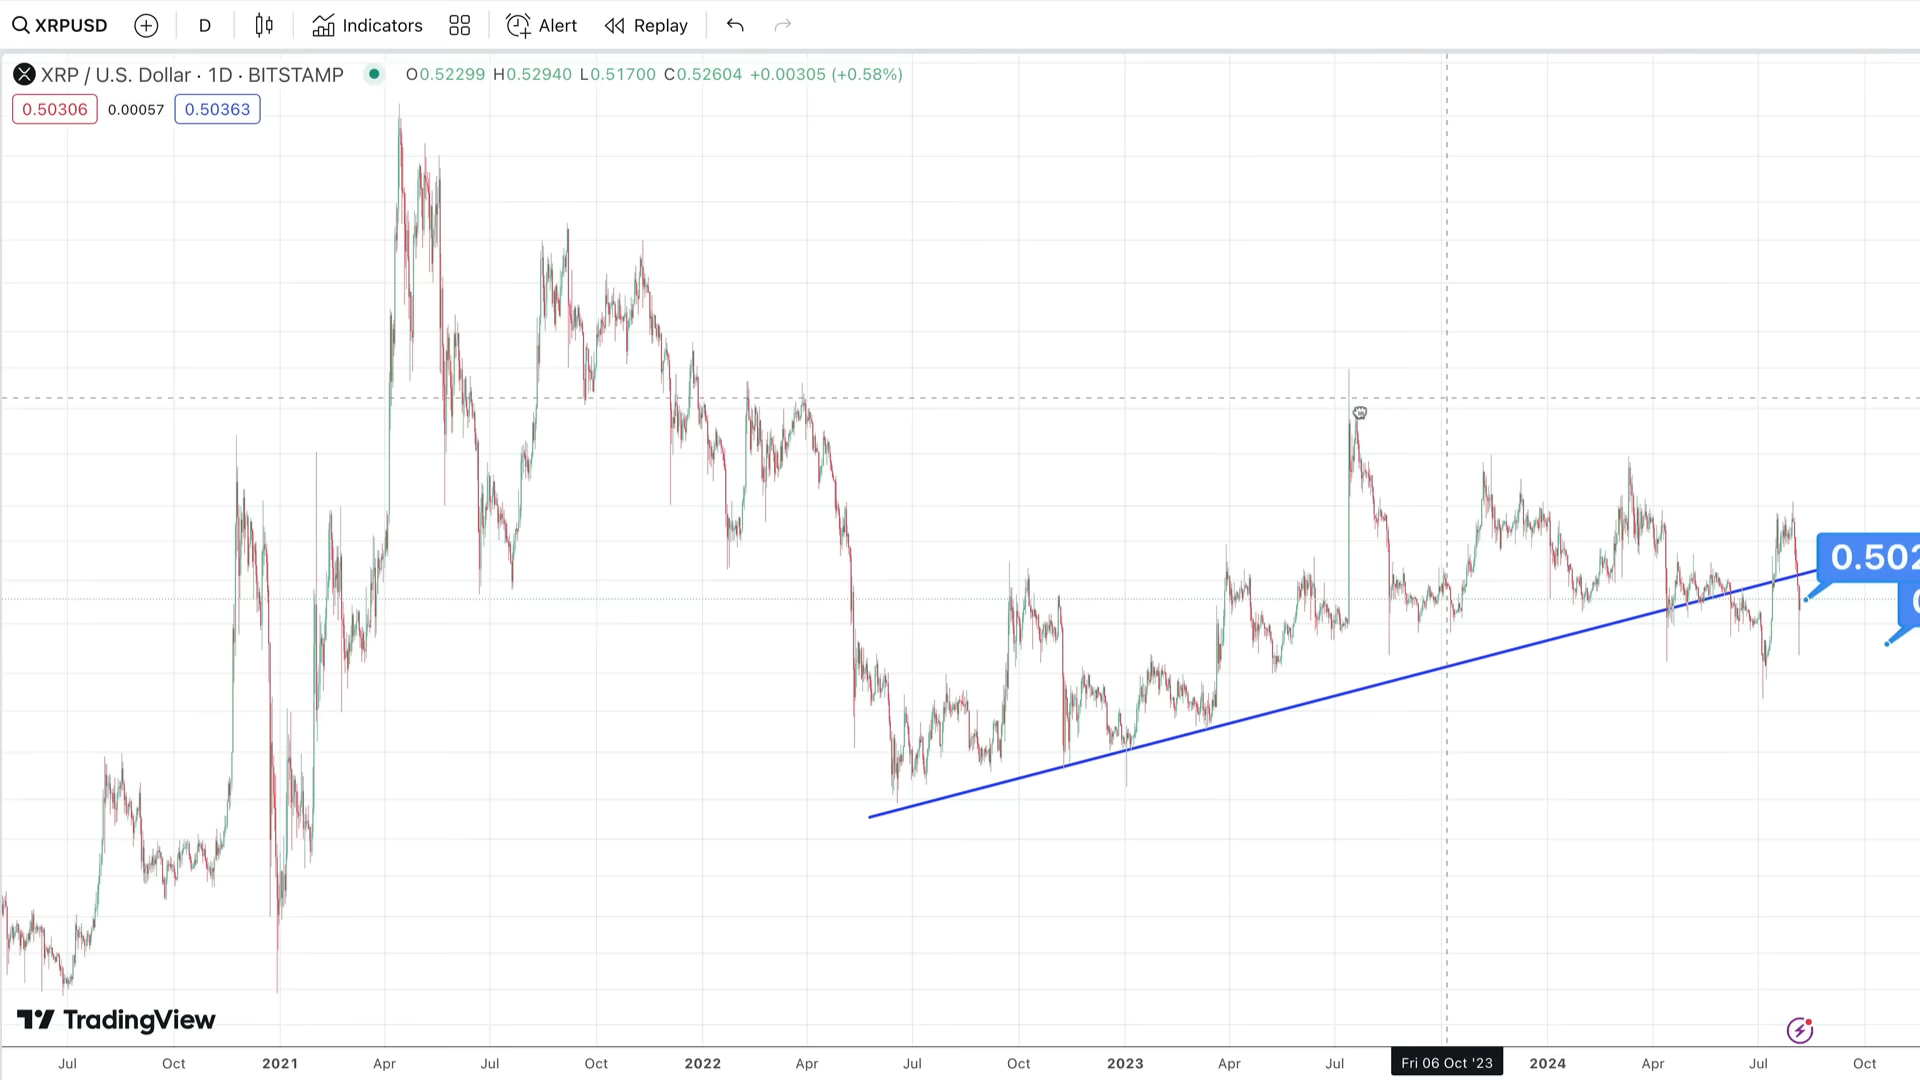 XRPUSD D Indicators Alert Replay
XRP / U.S. Dollar · 1D · BITSTAMP O0.52299 H0.52940 L0.51700 C0.52604 +0.00305 (+0.58%)
0.50306 0.00057 0.50363
0.502
TradingView
Jul Oct 2021 Apr Jul Oct 2022 Apr Jul Oct 2023 Apr Jul Fri 06 Oct '23 2024 Apr Jul Oct